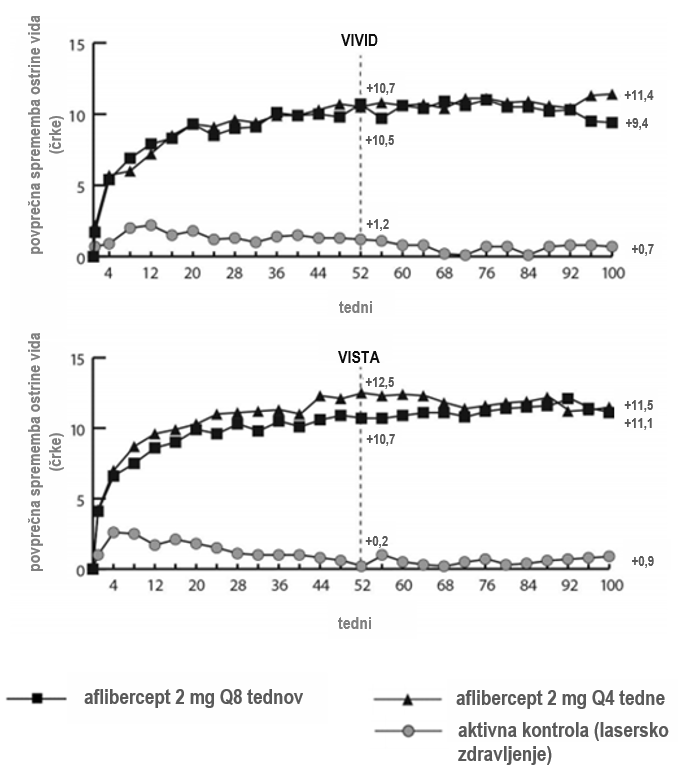 VIVID
povprečna sprememba ostrine vida
(črke)
15
10
5
0
+10,7
+10,5
+1,2
+11,4
+9,4
+0,7
4 12 20 28 36 44 52 60 68 76 84 92 100
tedni
VISTA
povprečna sprememba ostrine vida
(črke)
15
10
5
0
+12,5
+10,7
+0,2
+11,5
+11,1
+0,9
4 12 20 28 36 44 52 60 68 76 84 92 100
tedni
aflibercept 2 mg Q8 tednov
aflibercept 2 mg Q4 tedne
aktivna kontrola (lasersko
zdravljenje)